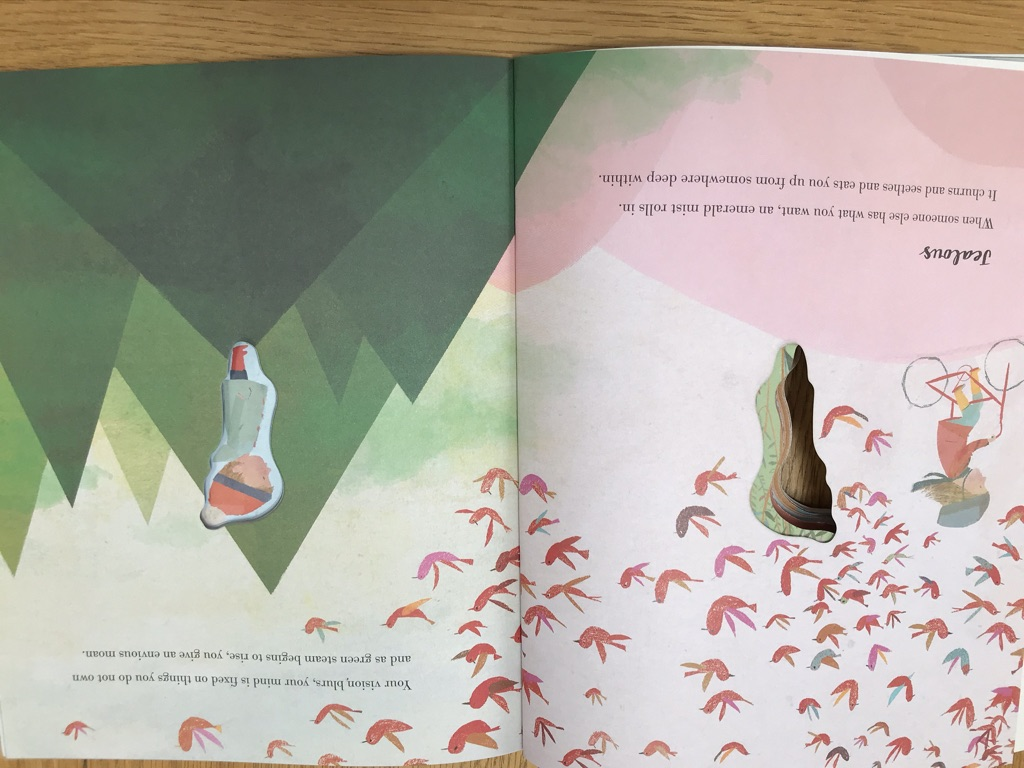 Jealous
When someone else has what you want, an emerald mist rolls in.
It churns and seethes and eats you up from somewhere deep within.
Your vision blurs, your mind is fixed on things you do not own
and as green steam begins to rise, you give an envious moan.